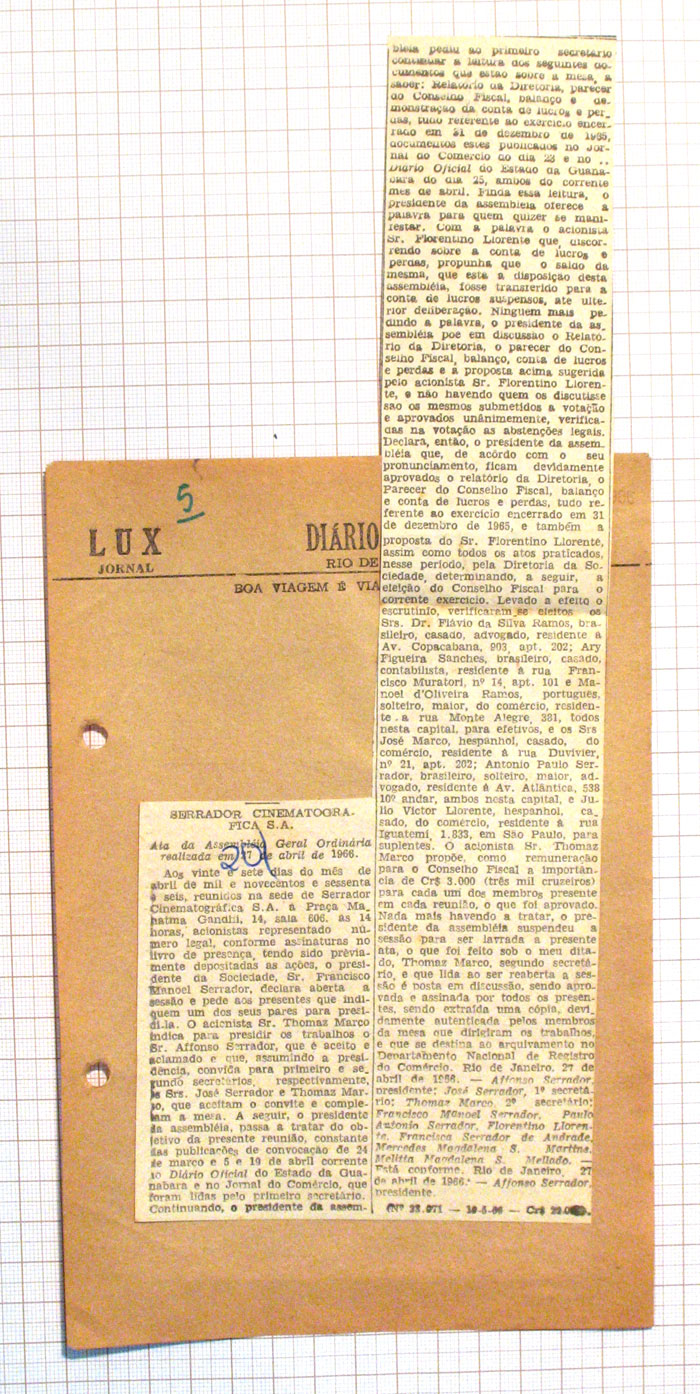 5
LUX
JORNAL
DIÁRIO
RIO DE
BOA VIAGEM É VIA
SERRADOR CINEMATOGRA-
FICA S.A.
Ata da Assembléia Geral Ordinária
realizada em 27 de abril de 1966.
20
Aos vinte e sete dias do mês de
abril de mil e novecentos e sessenta
e seis, reunidos na sede de Serrador
Cinematográfica S.A. á Praça Ma-
hatma Gandhi, 14, sala 606. as 14
horas, acionistas representado nú-
mero legal, conforme assinaturas no
livro de presença, tendo sido prèvia-
mente depositadas as ações, o presi-
dente da Sociedade, Sr. Francisco
Manoel Serrador, declara aberta a
sessão e pede aos presentes que indi-
quem um dos seus pares para presi-
di-la. O acionista Sr. Thomaz Marco
indica para presidir os trabalhos o
Sr. Affonso Serrador, que é aceito e
aclamado e que, assumindo a presi-
dência, convida para primeiro e se-
gundo secretários, respectivamente,
os Srs. José Serrador e Thomaz Mar-
co, que aceitam o convite e comple-
tam a mesa. A seguir, o presidente
da assembléia, passa a tratar do ob-
jetivo da presente reunião, constante
das publicações de convocação de 24
de março e 5 e 19 de abril corrente
no Diário Oficial do Estado da Gua-
nabara e no Jornal do Comércio, que
foram lidas pelo primeiro secretário.
Continuando, o presidente da assem-
bléia pediu ao primeiro secretário
continuar a leitura dos seguintes do-
cumentos que estão sôbre a mesa, a
saber: Relatório da Diretoria, parecer
do Conselho Fiscal, balanço e de-
monstração da conta de lucros e per-
das, tudo referente ao exercício encer-
rado em 31 de dezembro de 1965,
documentos estes publicados no Jor-
nal do Comercio do dia 23 e no ..
Diário Oficial do Estado da Guana-
bara do dia 25, ambos do corrente
mes de abril. Finda essa leitura, o
presidente da assembleia oferece a
palavra para quem quizer se mani-
festar. Com a palavra o acionista
Sr. Florentino Llorente que, discor-
rendo sobre a conta de lucros e
perdas, propunha que o saldo da
mesma, que esta a disposição desta
assembléia, fosse transferido para a
conta de lucros suspensos, ate ulte-
rior deliberação. Ninguem mais pe-
dindo a palavra, o presidente da as-
sembléia põe em discussão o Relató-
rio da Diretoria, o parecer do Con-
selho Fiscal, balanço, conta de lucros
e perdas e a proposta acima sugerida
pelo acionista Sr. Florentino Lloren-
te, e não havendo quem os discutisse
sao os mesmos submetidos a votação
e aprovados unânimemente, verifica-
das na votação as abstenções legais.
Declara, então, o presidente da assem-
bléia que, de acôrdo com o seu
pronunciamento, ficam devidamente
aprovados o relatório da Diretoria, o
Parecer do Conselho Fiscal, balanço
e conta de lucros e perdas, tudo re-
ferente ao exercício encerrado em 31
de dezembro de 1965, e também a
proposta do Sr. Florentino Llorente,
assim como todos os atos praticados,
nesse período, pela Diretoria da So-
ciedade, determinando, a seguir, a
eleição do Conselho Fiscal para o
corrente exercício. Levado a efeito o
escrutinio, verificaram-se eleitos os
Srs. Dr. Flávio da Silva Ramos, bra-
sileiro, casado, advogado, residente à
Av. Copacabana, 903, apt. 202; Ary
Figueira Sanches, brasileiro, casado,
contabilista, residente à rua Fran-
cisco Muratori, nº 14, apt. 101 e Ma-
noel d'Oliveira Ramos, portugues,
solteiro, maior, do comércio, residen-
te a rua Monte Alegre, 381, todos
nesta capital, para efetivos, e os Srs
José Marco, hespanhol, casado, do
comércio, residente à rua Duvivier,
nº 21, apt. 202; Antonio Paulo Ser-
rador, brasileiro, solteiro, maior, ad-
vogado, residente à Av. Atlântica, 538
10º andar, ambos nesta capital, e Ju-
lio Victor Llorente, hespanhol, ca-
sado, do comércio, residente à rua
Iguatemi, 1.833, em São Paulo, para
suplentes. O acionista Sr. Thomaz
Marco propõe, como remuneração
para o Conselho Fiscal a importân-
cia de Cr$ 3.000 (três mil cruzeiros)
para cada um dos membros presente
em cada reunião, o que foi aprovado.
Nada mais havendo a tratar, o pre-
sidente da assembléia suspendeu a
sessão para ser lavrada a presente
ata, o que foi feito sob o meu dita-
do, Thomaz Marco, segundo secretá-
rio, e que lida ao ser reaberta a ses-
são é posta em discussão, sendo apro-
vada e assinada por todos os presen-
tes, sendo extraída uma cópia, devi-
damente autenticada pelos membros
da mesa que dirigiram os trabalhos,
e que se destina ao arquivamento no
Departamento Nacional de Registro
do Comércio. Rio de Janeiro, 27 de
abril de 1966. — Affonso Serrador,
presidente; José Serrador, 1º secretá-
rio; Thomaz Marco, 2º secretário;
Francisco Manoel Serrador, Paulo
Antonio Serrador, Florentino Lloren-
te, Francisca Serrador de Andrade,
Mercedes Magdalena S. Martins,
Melitta Magdalena S. Mellado. —
Está conforme. Rio de Janeiro, 27
de abril de 1966. — Affonso Serrador,
presidente.
(Nº 23.071 — 10-5-66 — Cr$